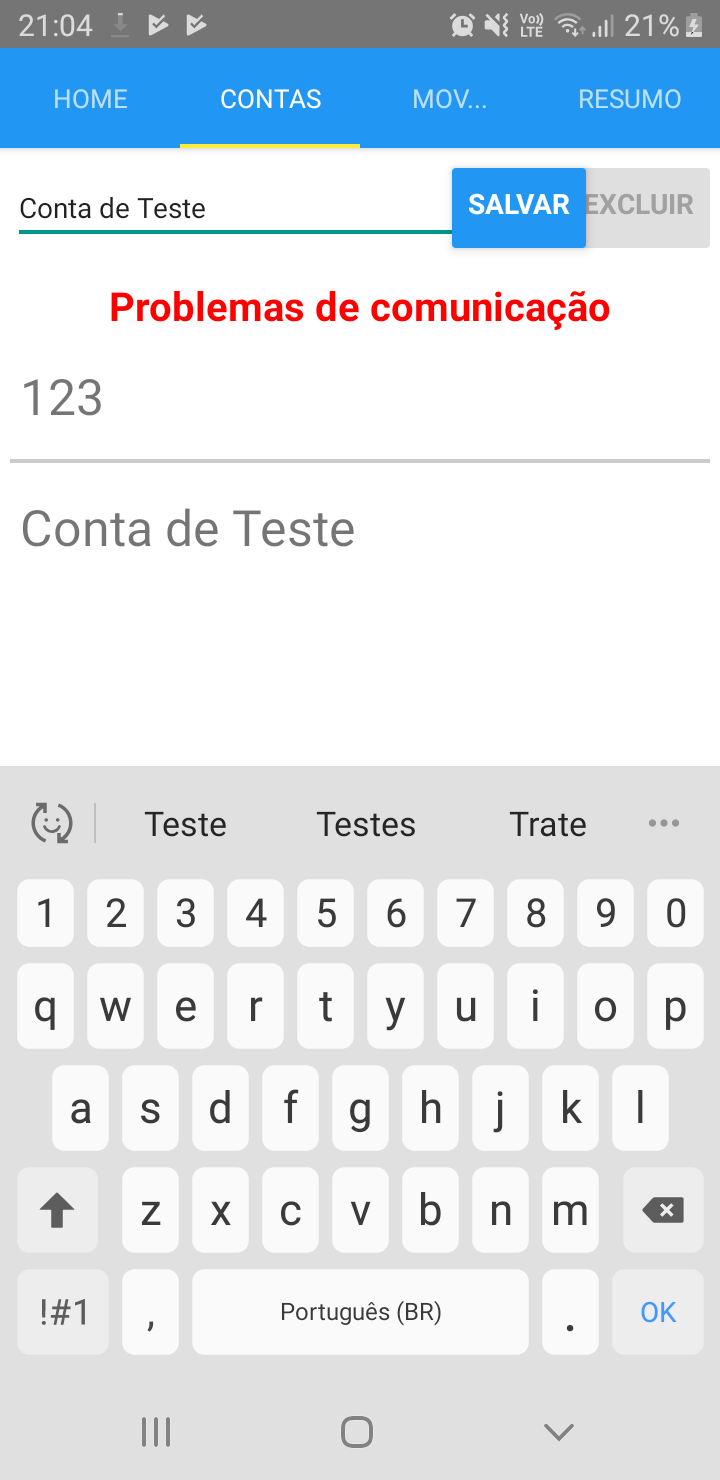 21:04 Vo)) LTE 21%
HOME CONTAS MOV... RESUMO
Conta de Teste SALVAR EXCLUIR
Problemas de comunicação
123
Conta de Teste
Teste Testes Trate
1 2 3 4 5 6 7 8 9 0
q w e r t y u i o p
a s d f g h j k l
z x c v b n m
!#1 , Português (BR) . OK